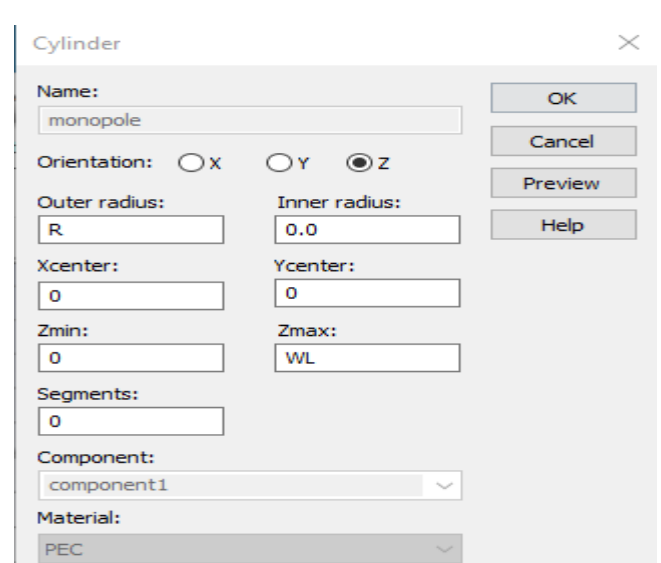 Cylinder
Name:
monopole
OK
Cancel
Orientation: X Y Z
Preview
Outer radius: Inner radius:
R 0.0
Help
Xcenter: Ycenter:
0 0
Zmin: Zmax:
0 WL
Segments:
0
Component:
component1
Material:
PEC